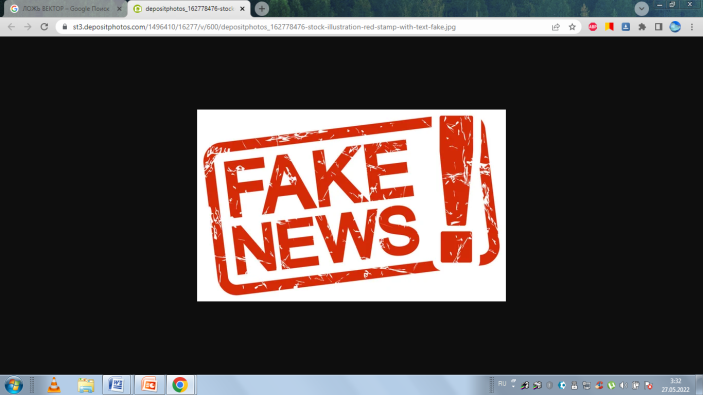 ЛОЖЬ ВЕКТОР – Google Поиск
depositphotos_162778476-stock
st3.depositphotos.com/1496410/16277/v/600/depositphotos_162778476-stock-illustration-red-stamp-with-text-fake.jpg
FAKE
NEWS!
RU
3:32
27.05.2022